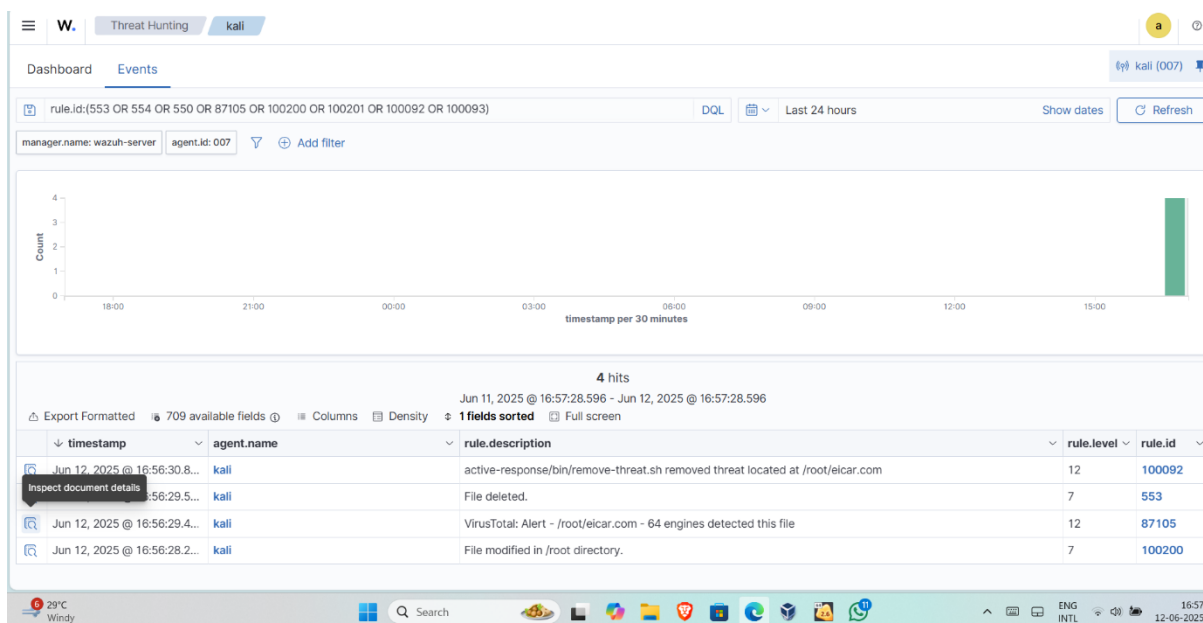 W. Threat Hunting kali a
Dashboard Events kali (007)
rule.id:(553 OR 554 OR 550 OR 87105 OR 100200 OR 100201 OR 100092 OR 100093) DQL Last 24 hours Show dates Refresh
manager.name: wazuh-server agent.id: 007 Add filter
4
3
2
1
0
Count
18:00 21:00 00:00 03:00 06:00 09:00 12:00 15:00
timestamp per 30 minutes
4 hits
Jun 11, 2025 @ 16:57:28.596 - Jun 12, 2025 @ 16:57:28.596
Export Formatted 709 available fields Columns Density 1 fields sorted Full screen
timestamp agent.name rule.description rule.level rule.id
Jun 12, 2025 @ 16:56:30.8... kali active-response/bin/remove-threat.sh removed threat located at /root/eicar.com 12 100092
Inspect document details
:56:29.5... kali File deleted. 7 553
Jun 12, 2025 @ 16:56:29.4... kali VirusTotal: Alert - /root/eicar.com - 64 engines detected this file 12 87105
Jun 12, 2025 @ 16:56:28.2... kali File modified in /root directory. 7 100200
6 29°C Search 11 ENG 16:57
Windy INTL 12-06-2025